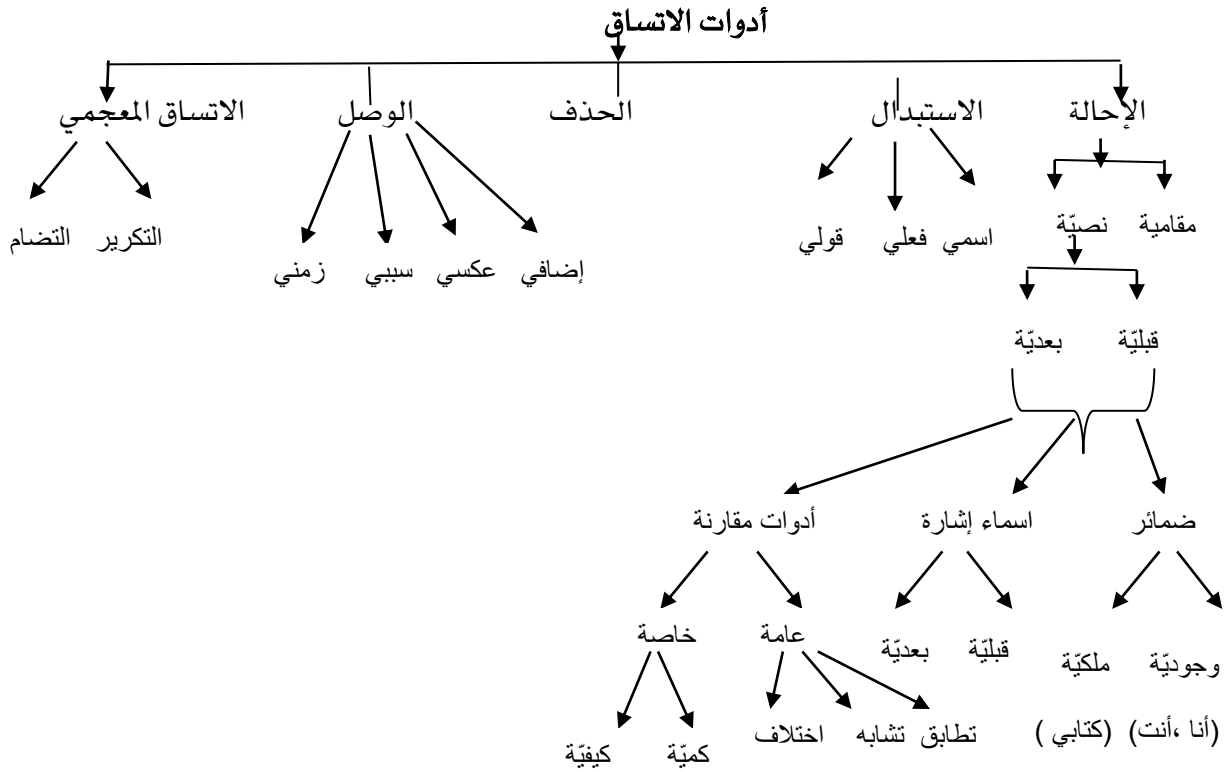 أدوات الاتساق
الإحالة الاستبدال الحذف الوصل الاتساق المعجمي
مقامية نصيّة اسمي فعلي قولي التكرير التضام
إضافي عكسي سببي زمني
قبليّة بعديّة
ضمائر اسماء إشارة أدوات مقارنة
وجوديّة ملكيّة قبليّة بعديّة عامة خاصة
(أنا ،أنت) (كتابي ) تطابق تشابه اختلاف كميّة كيفيّة